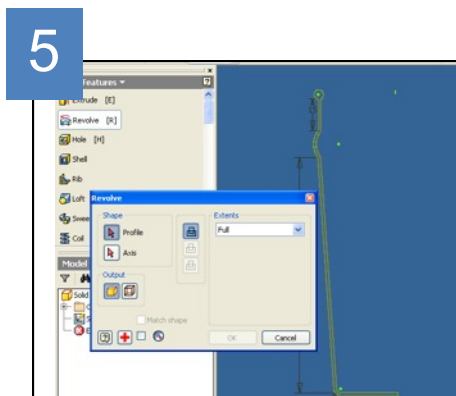 5
Features
Extrude [E]
Revolve [R]
Hole [H]
Shell
Rib
Loft
Sweep
Coil
Revolve
Shape
Profile
Axis
Extents
Full
Output
Match shape
OK
Cancel
Model
Solid